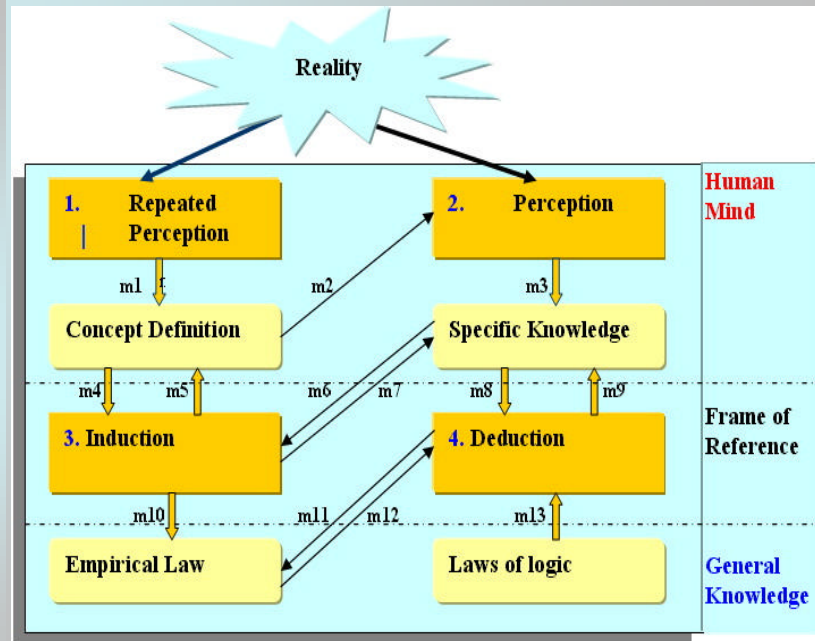 Reality
1. Repeated
| Perception
2. Perception
Human
Mind
m1 r
m2
m3
Concept Definition
Specific Knowledge
m4
m5
m6
m7
m8
m9
3. Induction
4. Deduction
Frame of
Reference
m10
m11
m12
m13
Empirical Law
Laws of logic
General
Knowledge